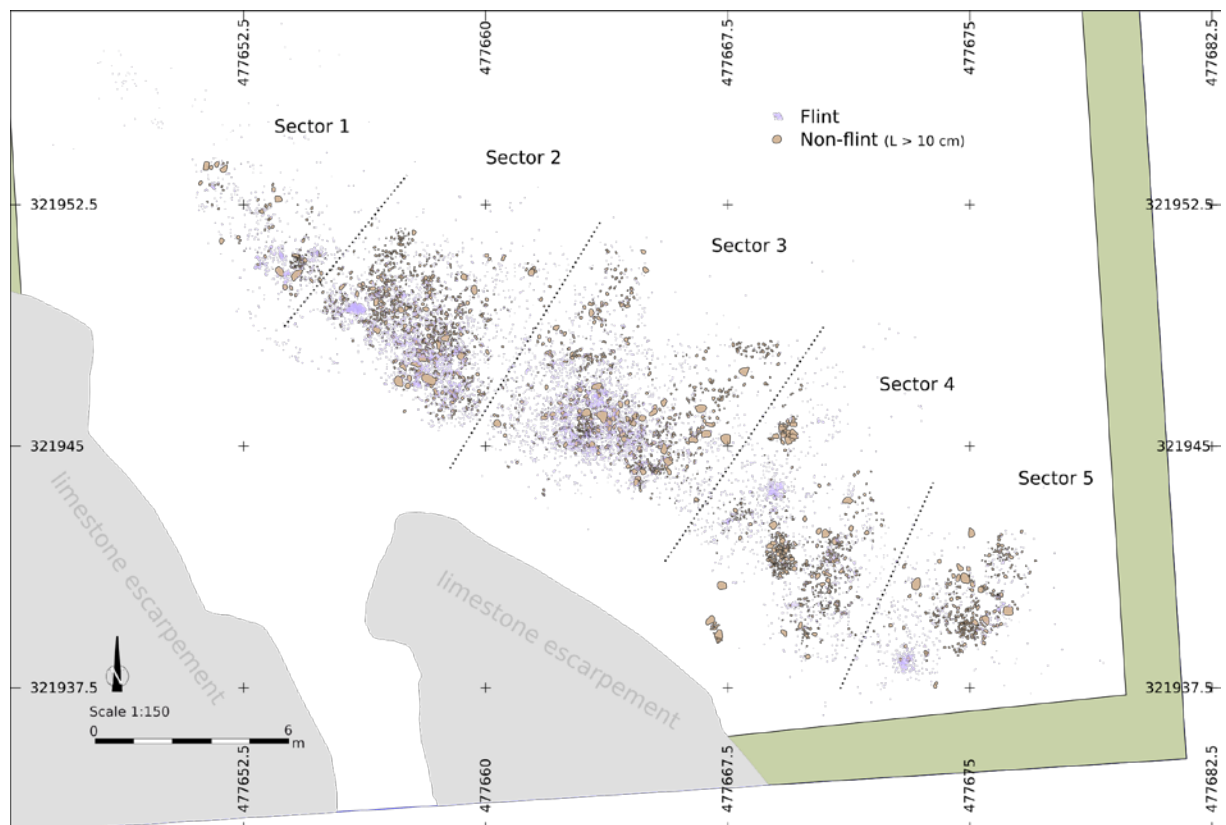 477652.5
477660
477667.5
477675
477682.5
Sector 1
Sector 2
Flint
Non-flint (L > 10 cm)
321952.5
321952.5
Sector 3
Sector 4
321945
321945
Sector 5
limestone escarpement
limestone escarpement
N
321937.5
321937.5
Scale 1:150
0
6
m
477652.5
477660
477667.5
477675
477682.5